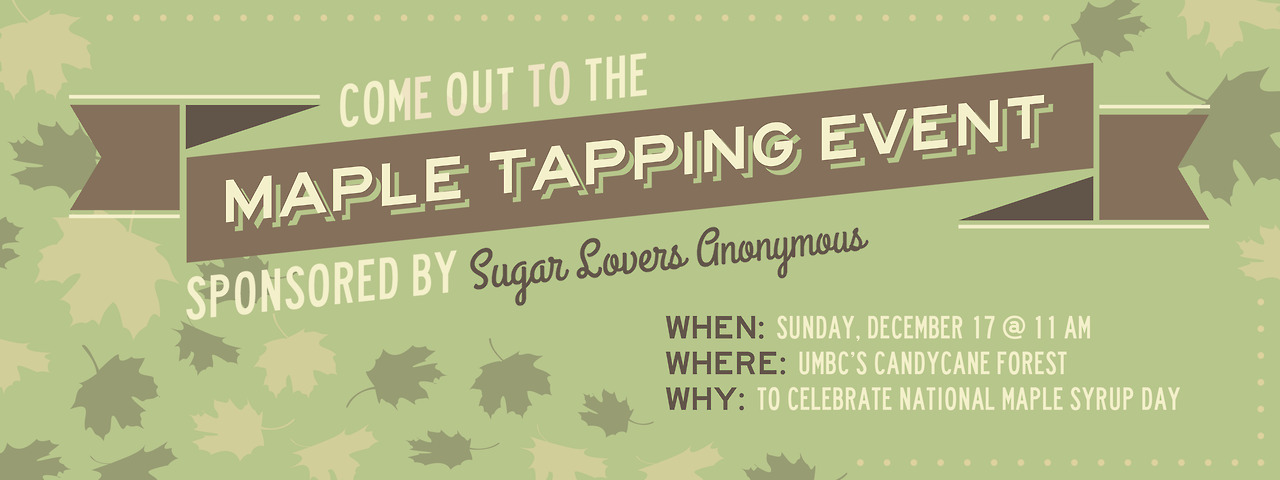 COME OUT TO THE
MAPLE TAPPING EVENT
SPONSORED BY Sugar Lovers Anonymous
WHEN: SUNDAY, DECEMBER 17 @ 11 AM
WHERE: UMBC'S CANDYCANE FOREST
WHY: TO CELEBRATE NATIONAL MAPLE SYRUP DAY